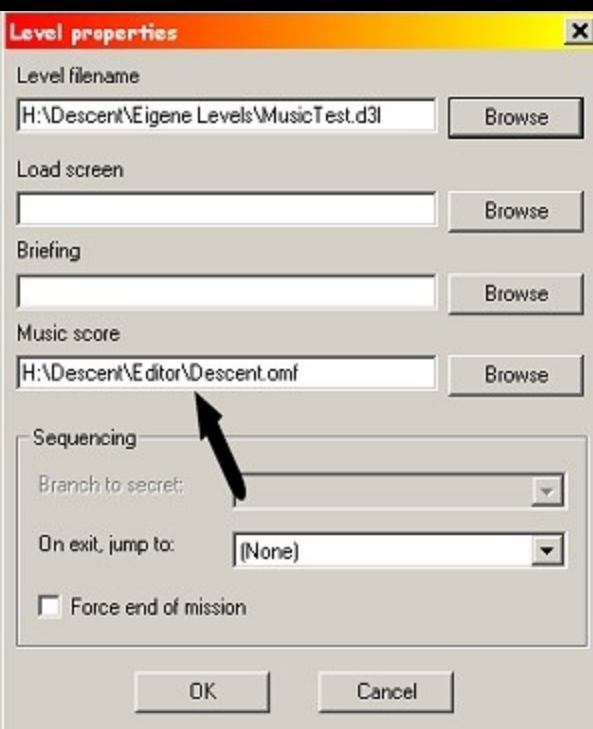 Level properties
Level filename
H:\Descent\Eigene Levels\MusicTest.d3l
Browse
Load screen
Browse
Briefing
Browse
Music score
H:\Descent\Editor\Descent.omf
Browse
Sequencing
Branch to secret:
On exit, jump to:
(None)
Force end of mission
OK
Cancel